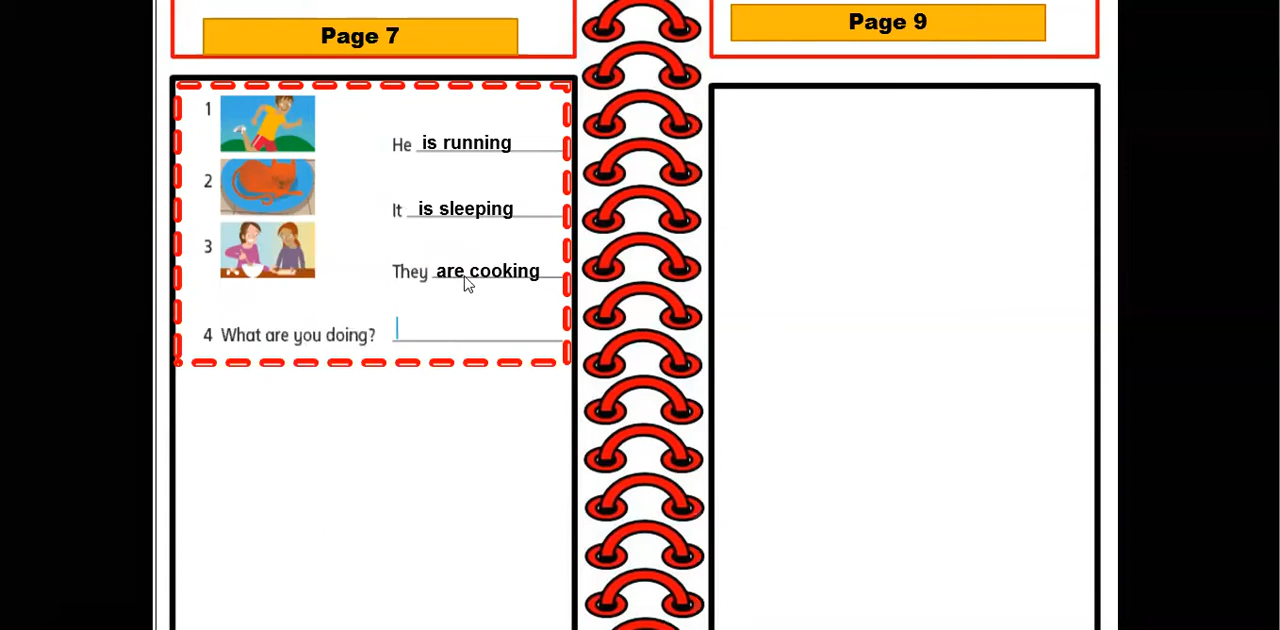 Page 7
1
He is running
2
It is sleeping
3
They are cooking
4 What are you doing?
Page 9